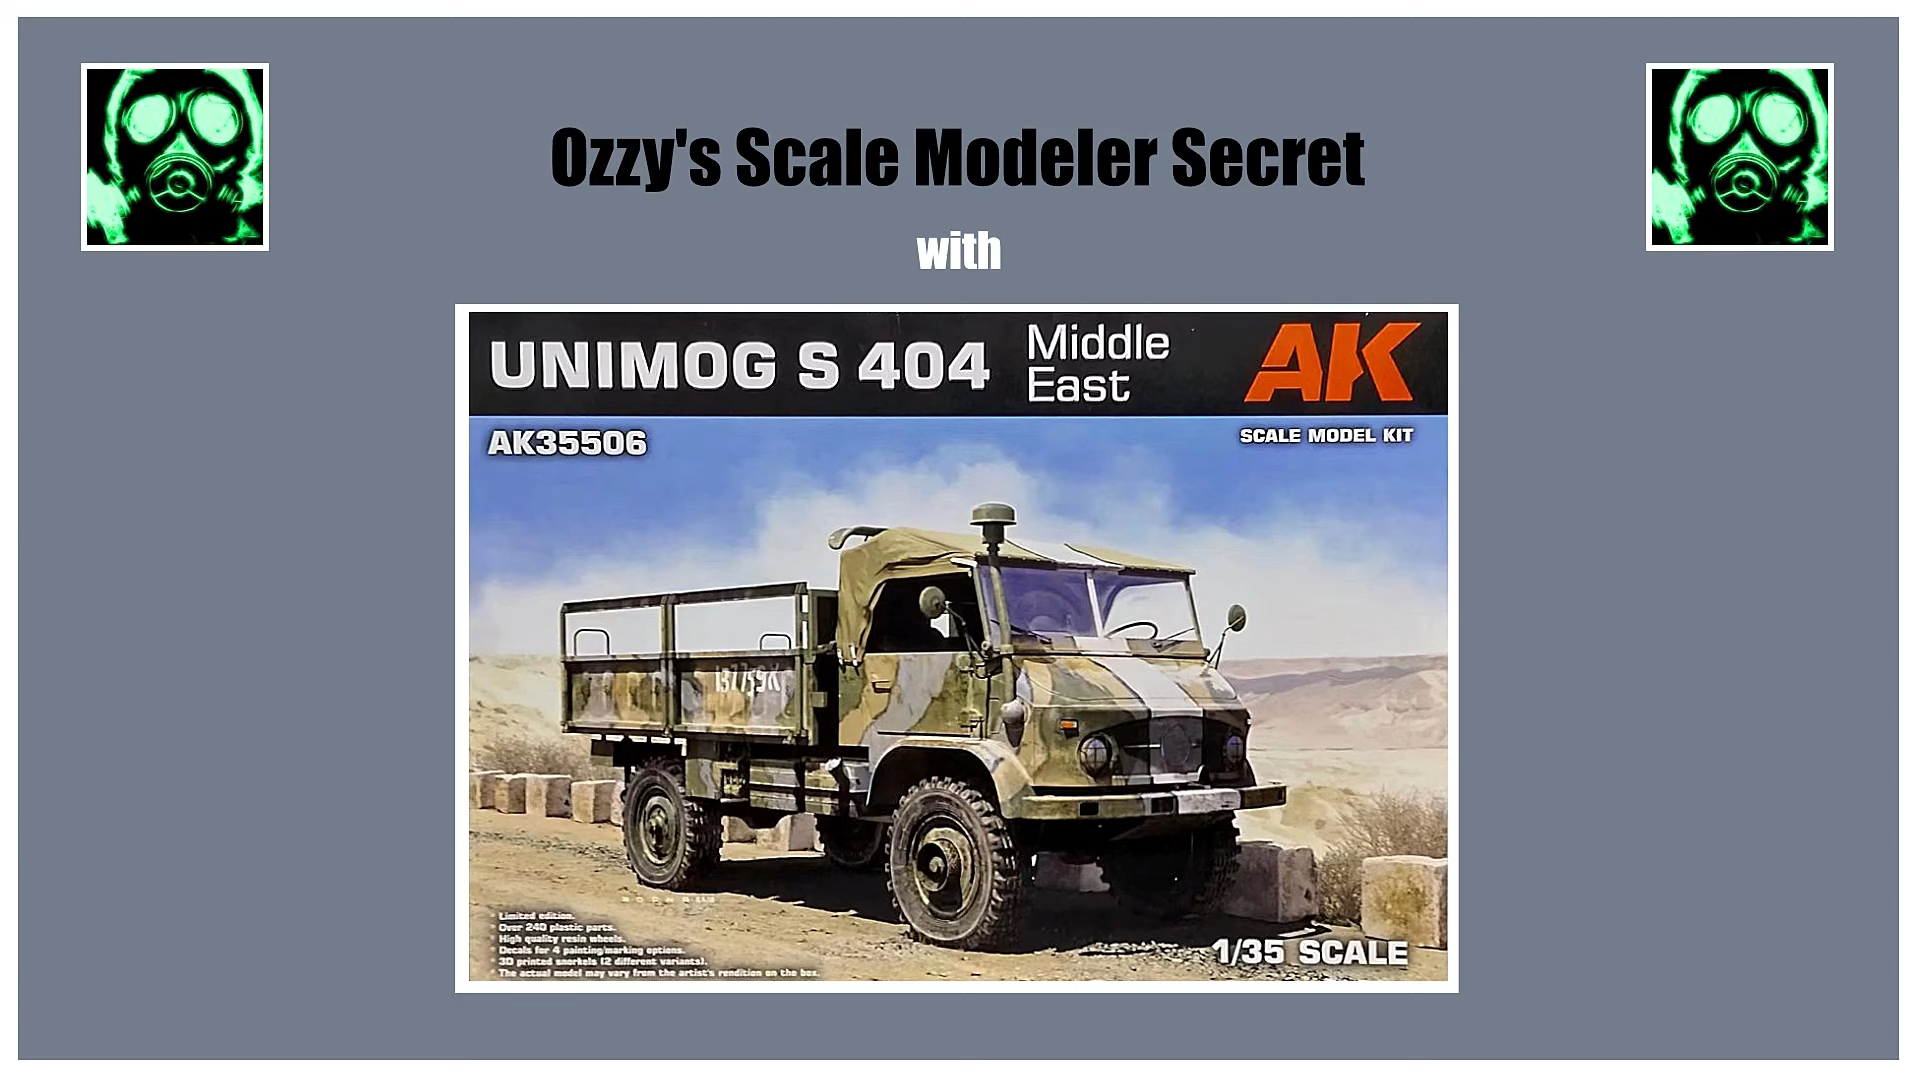 Ozzy's Scale Modeler Secret
with
UNIMOG S 404
Middle
East
AK
AK35506
SCALE MODEL KIT
* Limited edition.
* Over 240 plastic parts.
* High quality resin wheels.
* Decals for 4 painting/marking options.
* 3D printed snorkels (2 different variants).
* The actual model may vary from the artist's rendition on the box.
1/35 SCALE